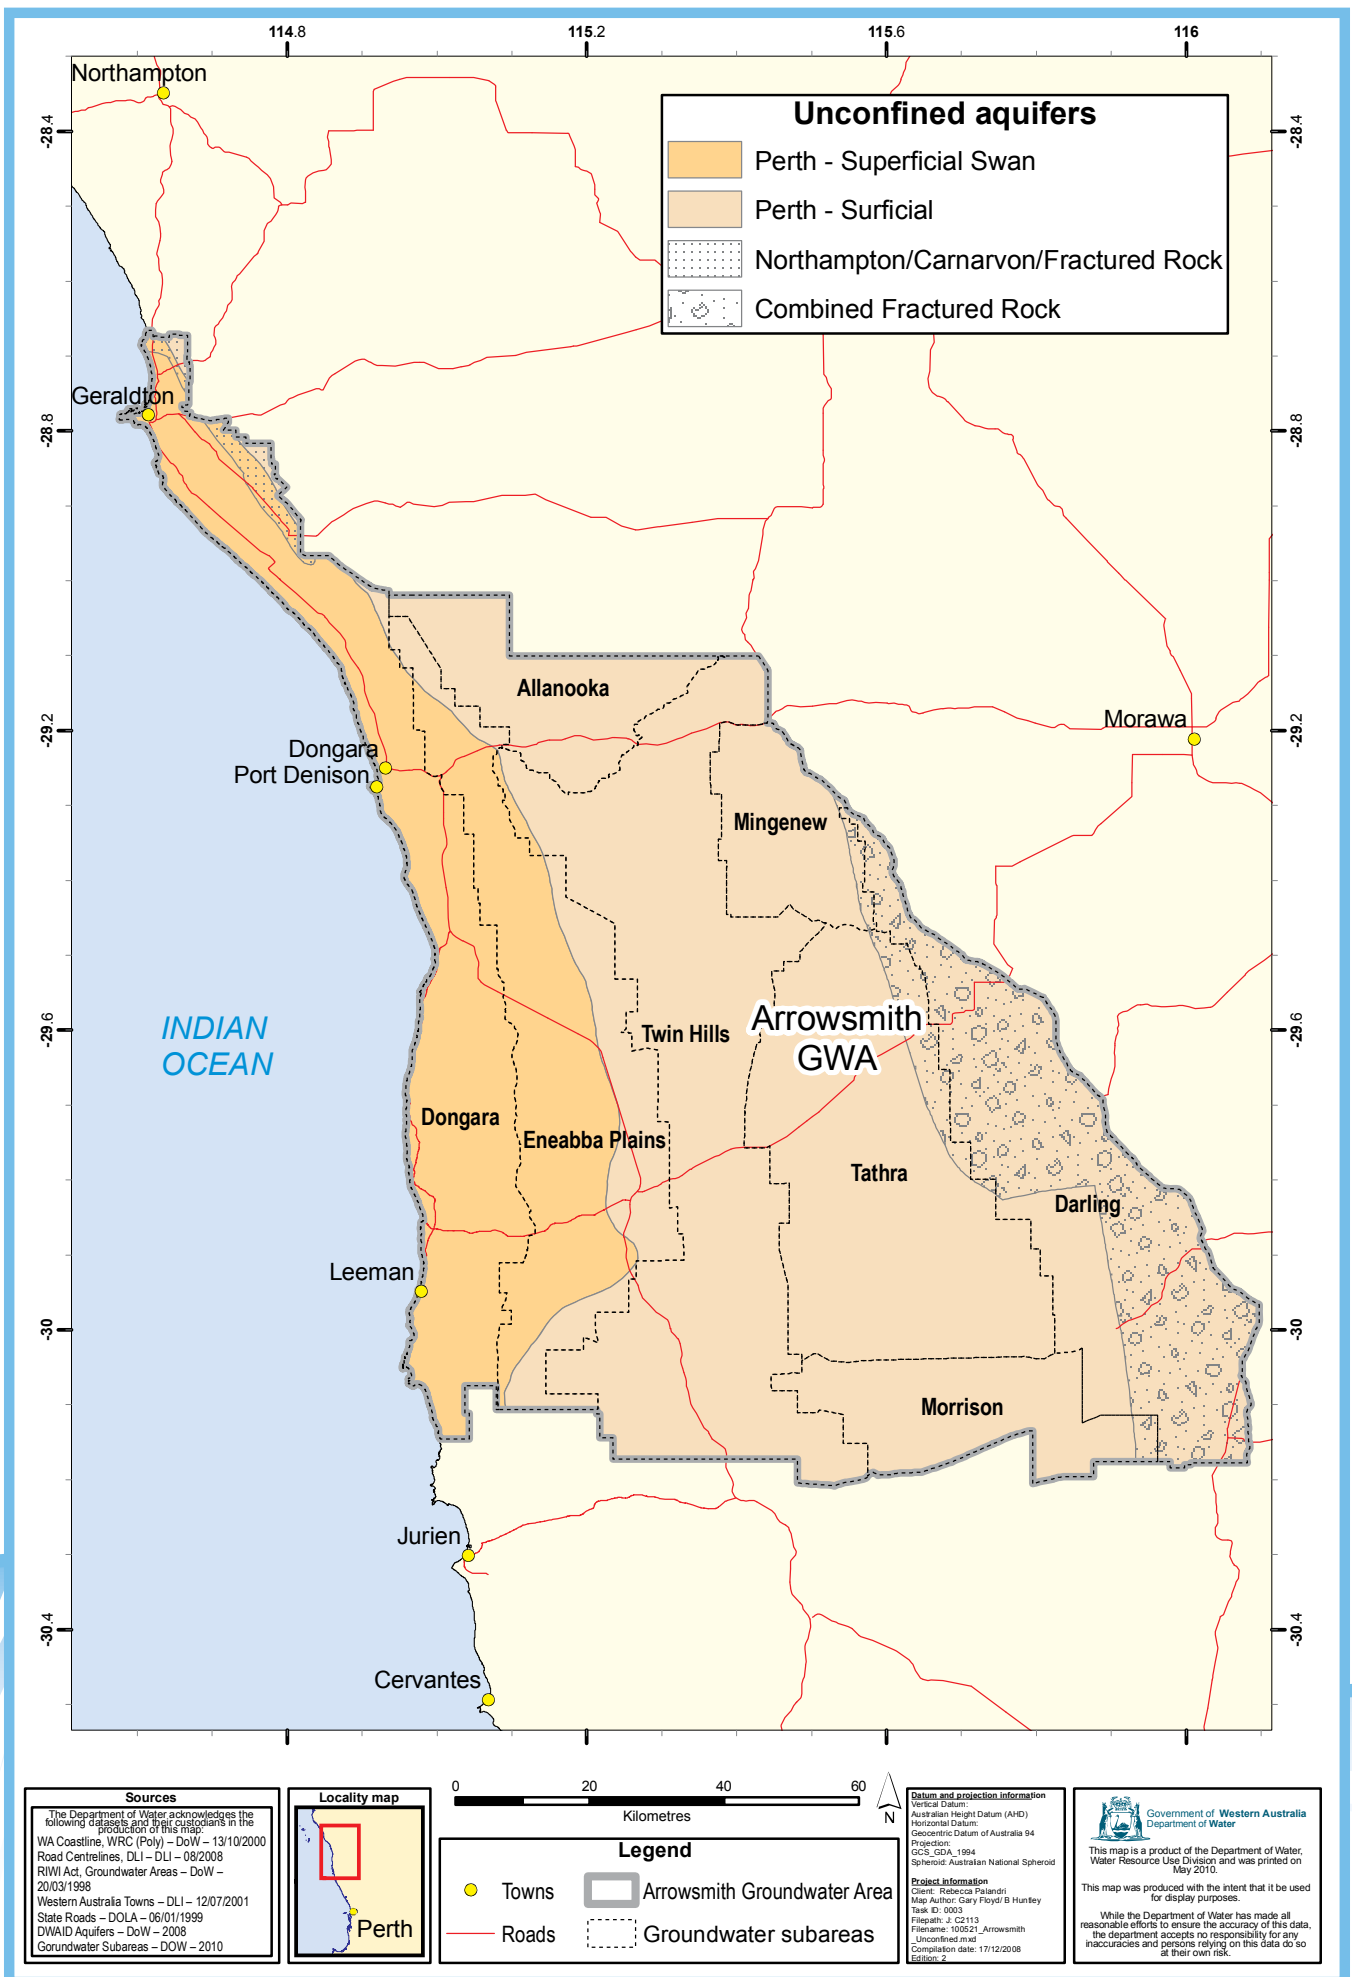 114.8 115.2 115.6 116
Northampton
Unconfined aquifers
Perth - Superficial Swan
Perth - Surficial
Northampton/Carnarvon/Fractured Rock
Combined Fractured Rock
-28.4 -28.4
Geraldton
-28.8 -28.8
Allanooka
Morawa
-29.2 -29.2
Dongara
Port Denison
Mingenew
INDIAN
OCEAN
Twin Hills
Arrowsmith
GWA
-29.6 -29.6
Dongara
Eneabba Plains
Tathra
Darling
Leeman
-30 -30
Morrison
Jurien
-30.4 -30.4
Cervantes
Sources
The Department of Water acknowledges the
following datasets and their custodians in the
production of this map:
WA Coastline, WRC (Poly) – DoW – 13/10/2000
Road Centrelines, DLI – DLI – 08/2008
RIWI Act, Groundwater Areas – DoW –
20/03/1998
Western Australia Towns – DLI – 12/07/2001
State Roads – DOLA – 06/01/1999
DWAID Aquifers – DoW – 2008
Gorundwater Subareas – DOW – 2010
Locality map
Perth
0 20 40 60
Kilometres
N
Legend
Towns
Arrowsmith Groundwater Area
Roads
Groundwater subareas
Datum and projection information
Vertical Datum:
Australian Height Datum (AHD)
Horizontal Datum:
Geocentric Datum of Australia 94
Projection:
GCS_GDA_1994
Spheroid: Australian National Spheroid
Project information
Client: Rebecca Palandri
Map Author: Gary Floyd/ B Huntley
Task ID: 0003
Filepath: J: C2113
Filename: 100521_Arrowsmith
_Unconfined.mxd
Compilation date: 17/12/2008
Edition: 2
Government of Western Australia
Department of Water
This map is a product of the Department of Water,
Water Resource Use Division and was printed on
May 2010.
This map was produced with the intent that it be used
for display purposes.
While the Department of Water has made all
reasonable efforts to ensure the accuracy of this data,
the department accepts no responsibility for any
inaccuracies and persons relying on this data do so
at their own risk.